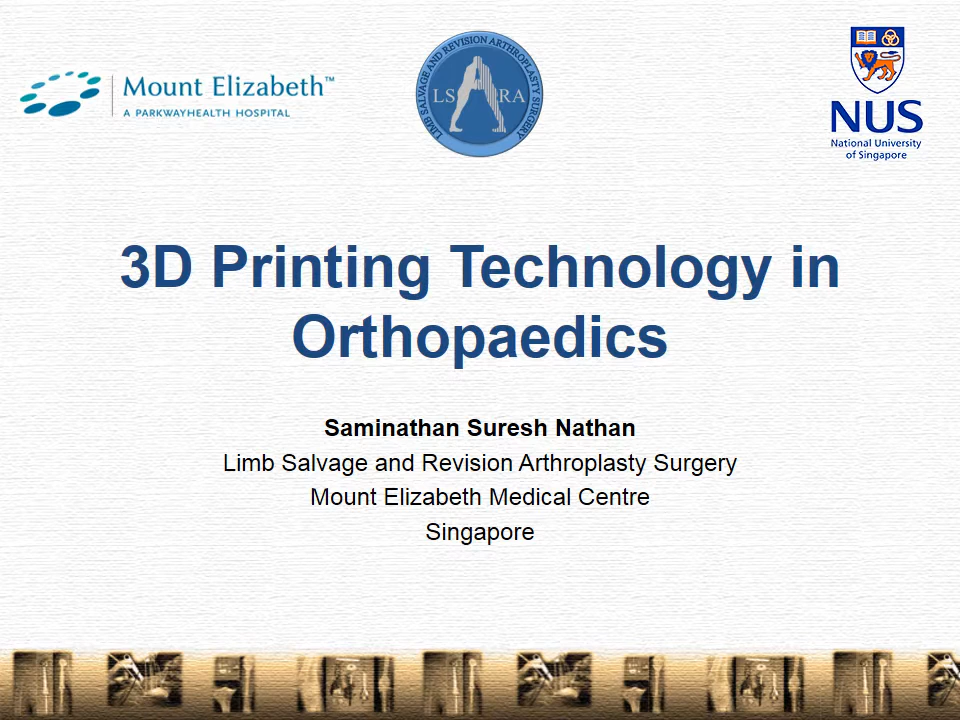 Mount Elizabeth™
A PARKWAYHEALTH HOSPITAL
LIMB SALVAGE AND REVISION ARTHROPLASTY SURGERY
LS RA
NUS
National University
of Singapore
3D Printing Technology in
Orthopaedics
Saminathan Suresh Nathan
Limb Salvage and Revision Arthroplasty Surgery
Mount Elizabeth Medical Centre
Singapore